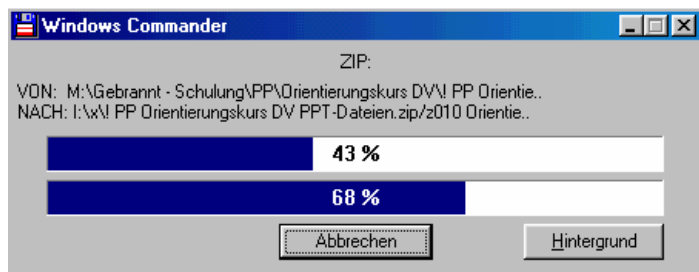 Windows Commander
ZIP:
VON: M:\Gebrannt - Schulung\PP\Orientierungskurs DV\! PP Orientie..
NACH: I:\x\! PP Orientierungskurs DV PPT-Dateien.zip/z010 Orientie..
43 %
68 %
Abbrechen Hintergrund